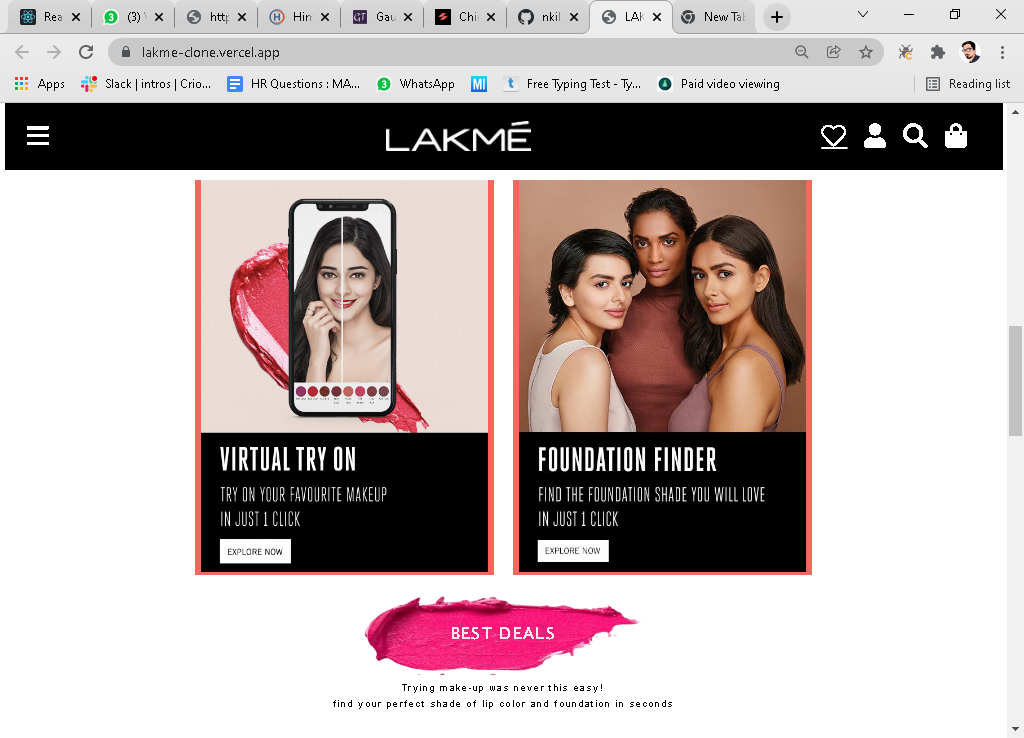 Rea
(3)
http
Him
Gau
Chi
nkil
LAK
New Tab
lakme-clone.vercel.app
Apps
Slack | intros | Crio...
HR Questions : MA...
3
WhatsApp
MI
t
Free Typing Test - Ty...
Paid video viewing
Reading list
LAKMÉ
VIRTUAL TRY ON
TRY ON YOUR FAVOURITE MAKEUP
IN JUST 1 CLICK
EXPLORE NOW
FOUNDATION FINDER
FIND THE FOUNDATION SHADE YOU WILL LOVE
IN JUST 1 CLICK
EXPLORE NOW
BEST DEALS
Trying make-up was never this easy!
find your perfect shade of lip color and foundation in seconds